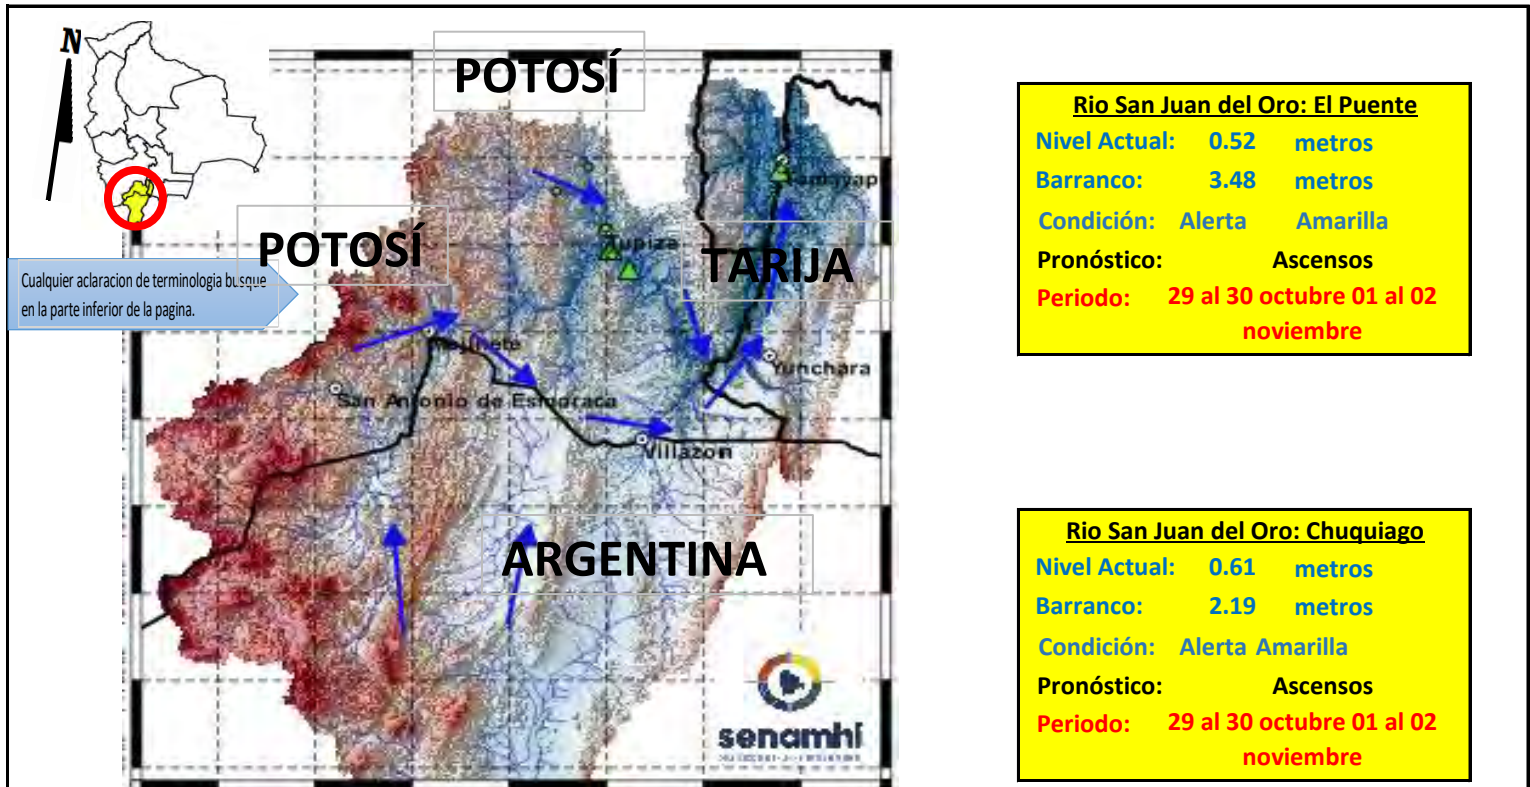 N
POTOSÍ
POTOSÍ
TARIJA
Cualquier aclaracion de terminologia busque
en la parte inferior de la pagina.
Tupiza
Yunchara
San Antonio de Esmoraca
Villazon
ARGENTINA
senamhí
Rio San Juan del Oro: El Puente
Nivel Actual: 0.52 metros
Barranco: 3.48 metros
Condición: Alerta Amarilla
Pronóstico: Ascensos
Periodo: 29 al 30 octubre 01 al 02
noviembre
Rio San Juan del Oro: Chuquiago
Nivel Actual: 0.61 metros
Barranco: 2.19 metros
Condición: Alerta Amarilla
Pronóstico: Ascensos
Periodo: 29 al 30 octubre 01 al 02
noviembre